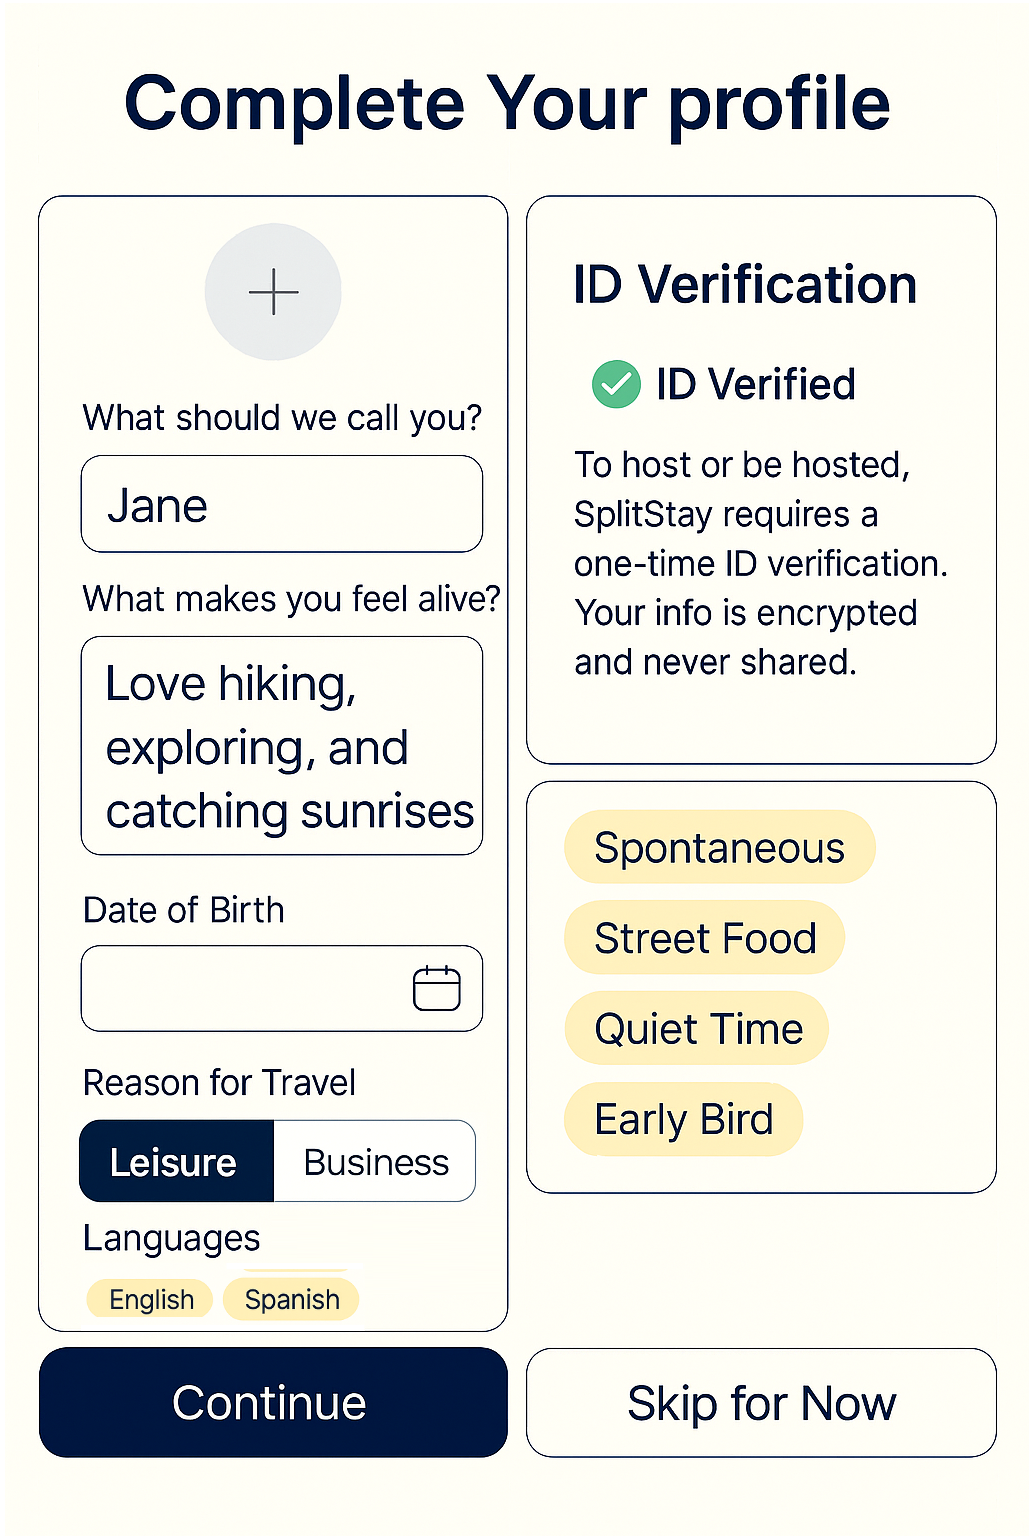 Complete Your profile
What should we call you?
Jane
What makes you feel alive?
Love hiking,
exploring, and
catching sunrises
Date of Birth
Reason for Travel
Leisure
Business
Languages
English
Spanish
ID Verification
ID Verified
To host or be hosted,
SplitStay requires a
one-time ID verification.
Your info is encrypted
and never shared.
Spontaneous
Street Food
Quiet Time
Early Bird
Continue
Skip for Now